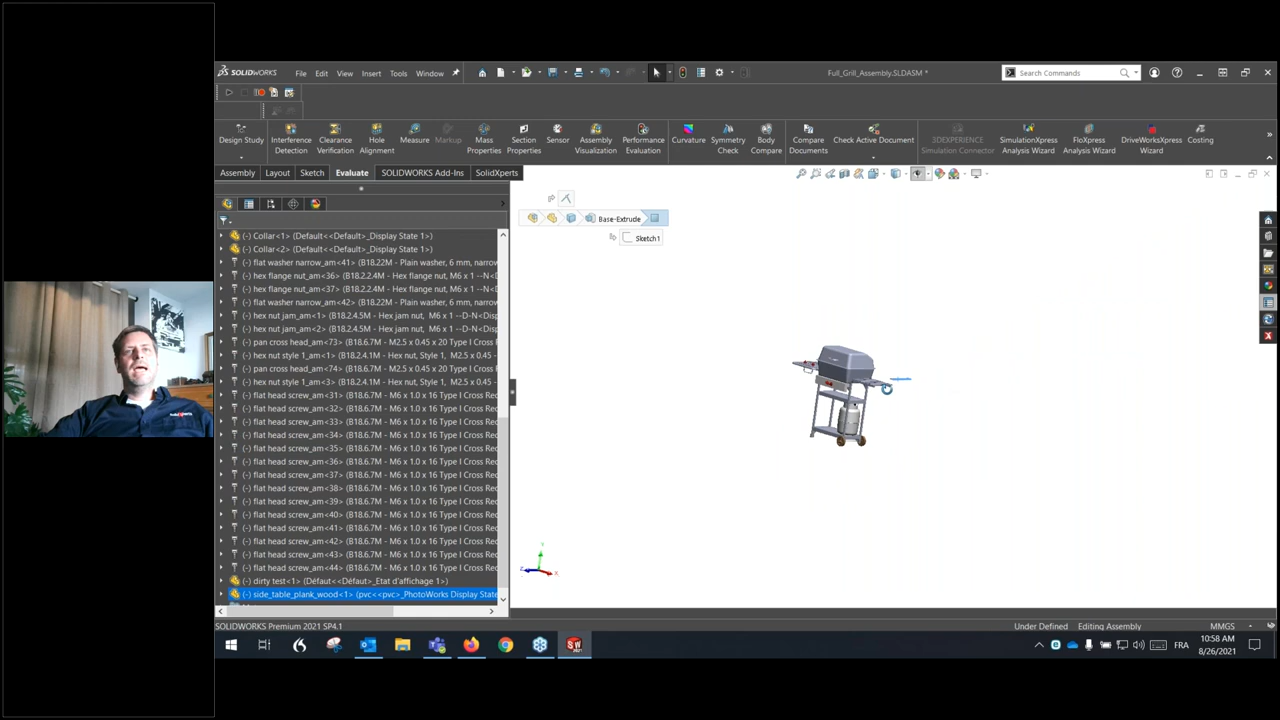 SOLIDWORKS File Edit View Insert Tools Window Full_Grill_Assembly.SLDASM * Search Commands
Design Study Interference Detection Clearance Verification Hole Alignment Measure Markup Mass Properties Section Properties Sensor Assembly Visualization Performance Evaluation Curvature Symmetry Check Body Compare Compare Documents Check Active Document 3DEXPERIENCE Simulation Connector SimulationXpress Analysis Wizard FloXpress Analysis Wizard DriveWorksXpress Wizard Costing
Assembly Layout Sketch Evaluate SOLIDWORKS Add-Ins SolidXperts
Base-Extrude
Sketch1
(-) Collar<1> (Default<<Default>_Display State 1>)
(-) Collar<2> (Default<<Default>_Display State 1>)
(-) flat washer narrow_am<41> (B18.22M - Plain washer, 6 mm, narrow
(-) hex flange nut_am<36> (B18.2.2.4M - Hex flange nut, M6 x 1 --N<D
(-) hex flange nut_am<37> (B18.2.2.4M - Hex flange nut, M6 x 1 --N<D
(-) flat washer narrow_am<42> (B18.22M - Plain washer, 6 mm, narrow
(-) hex nut jam_am<1> (B18.2.4.5M - Hex jam nut, M6 x 1 --D-N<Disp
(-) hex nut jam_am<2> (B18.2.4.5M - Hex jam nut, M6 x 1 --D-N<Disp
(-) pan cross head_am<73> (B18.6.7M - M2.5 x 0.45 x 20 Type I Cross F
(-) hex nut style 1_am<1> (B18.2.4.1M - Hex nut, Style 1, M2.5 x 0.45 -
(-) pan cross head_am<74> (B18.6.7M - M2.5 x 0.45 x 20 Type I Cross F
(-) hex nut style 1_am<3> (B18.2.4.1M - Hex nut, Style 1, M2.5 x 0.45 -
(-) flat head screw_am<31> (B18.6.7M - M6 x 1.0 x 16 Type I Cross Rec
(-) flat head screw_am<32> (B18.6.7M - M6 x 1.0 x 16 Type I Cross Rec
(-) flat head screw_am<33> (B18.6.7M - M6 x 1.0 x 16 Type I Cross Rec
(-) flat head screw_am<34> (B18.6.7M - M6 x 1.0 x 16 Type I Cross Rec
(-) flat head screw_am<35> (B18.6.7M - M6 x 1.0 x 16 Type I Cross Rec
(-) flat head screw_am<36> (B18.6.7M - M6 x 1.0 x 16 Type I Cross Rec
(-) flat head screw_am<37> (B18.6.7M - M6 x 1.0 x 16 Type I Cross Rec
(-) flat head screw_am<38> (B18.6.7M - M6 x 1.0 x 16 Type I Cross Rec
(-) flat head screw_am<39> (B18.6.7M - M6 x 1.0 x 16 Type I Cross Rec
(-) flat head screw_am<40> (B18.6.7M - M6 x 1.0 x 16 Type I Cross Rec
(-) flat head screw_am<41> (B18.6.7M - M6 x 1.0 x 16 Type I Cross Rec
(-) flat head screw_am<42> (B18.6.7M - M6 x 1.0 x 16 Type I Cross Rec
(-) flat head screw_am<43> (B18.6.7M - M6 x 1.0 x 16 Type I Cross Rec
(-) flat head screw_am<44> (B18.6.7M - M6 x 1.0 x 16 Type I Cross Rec
(-) dirty test<1> (Défaut<<Défaut>_Etat d'affichage 1>)
(-) side_table_plank_wood<1> (pvc<<pvc>_PhotoWorks Display State
SOLIDWORKS Premium 2021 SP4.1 Under Defined Editing Assembly MMGS
FRA 10:58 AM
8/26/2021